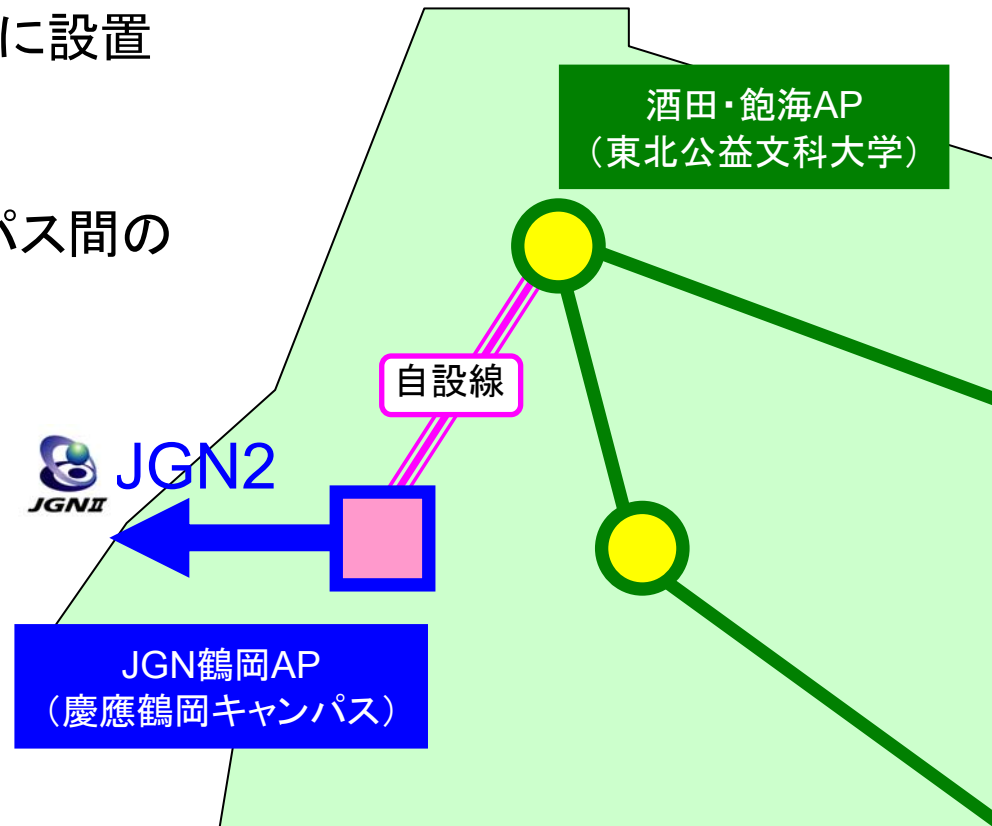 に設置
酒田・飽海AP
（東北公益文科大学）
パス間の
自設線
JGN2
JGNⅡ
JGN鶴岡AP
（慶應鶴岡キャンパス）